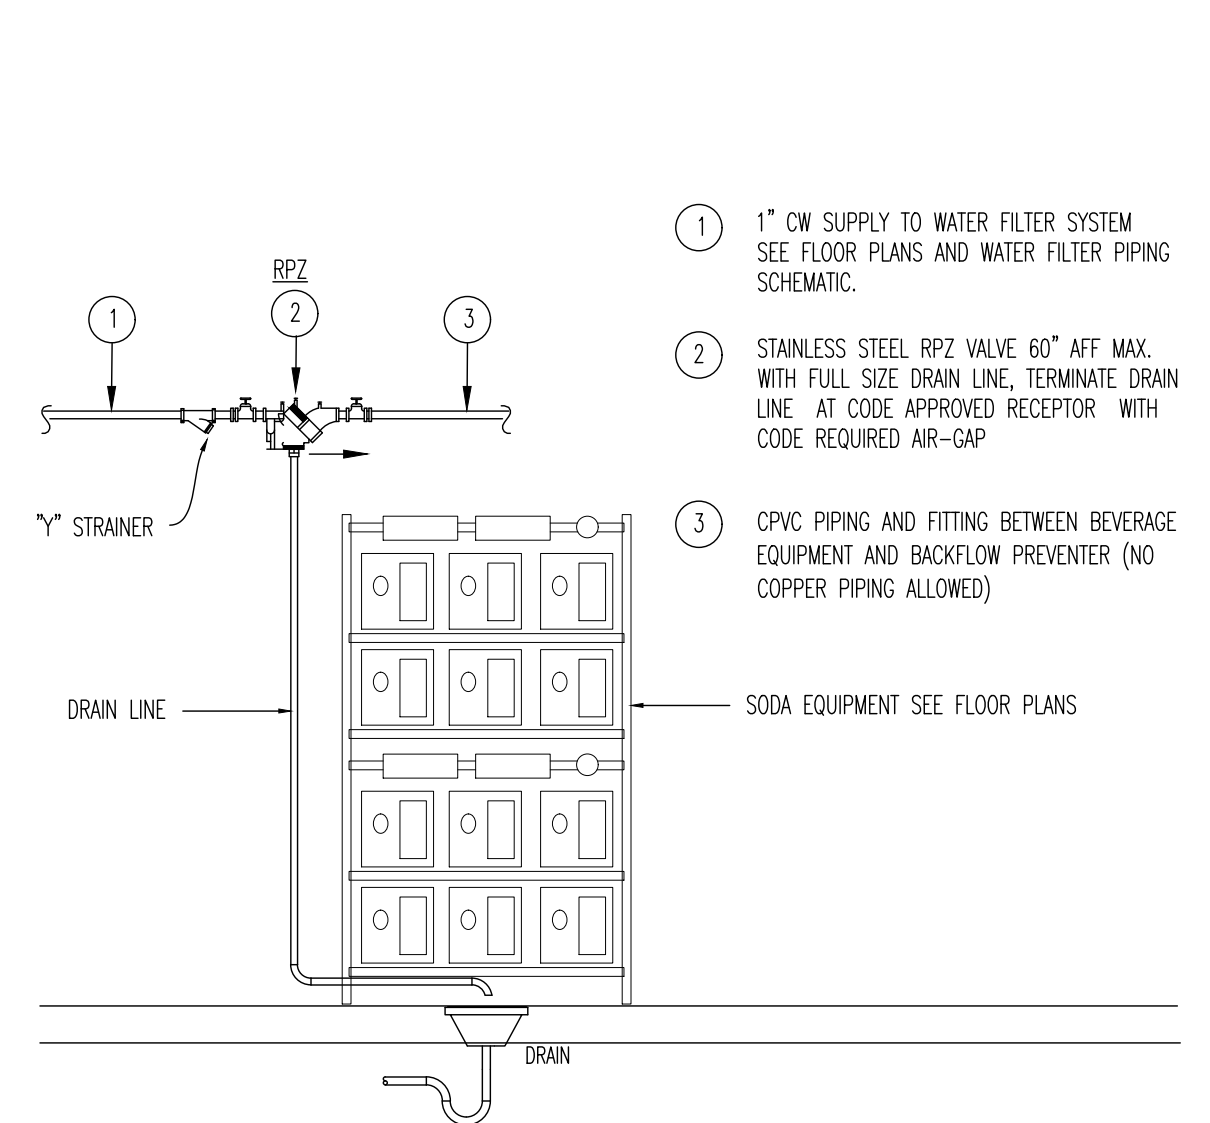 1
1" CW SUPPLY TO WATER FILTER SYSTEM
SEE FLOOR PLANS AND WATER FILTER PIPING
SCHEMATIC.
RPZ
1
2
3
2
STAINLESS STEEL RPZ VALVE 60" AFF MAX.
WITH FULL SIZE DRAIN LINE, TERMINATE DRAIN
LINE AT CODE APPROVED RECEPTOR WITH
CODE REQUIRED AIR-GAP
"Y" STRAINER
3
CPVC PIPING AND FITTING BETWEEN BEVERAGE
EQUIPMENT AND BACKFLOW PREVENTER (NO
COPPER PIPING ALLOWED)
DRAIN LINE
SODA EQUIPMENT SEE FLOOR PLANS
DRAIN